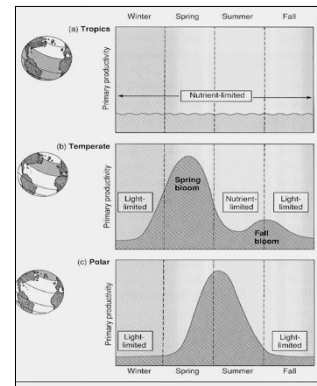 Winter Spring Summer Fall
(a) Tropics
Primary productivity
Nutrient-limited
(b) Temperate
Primary productivity
Light-
limited
Spring
bloom
Nutrient-
limited
Light-
limited
Fall
bloom
(c) Polar
Primary productivity
Light-
limited
Light-
limited
Winter Spring Summer Fall